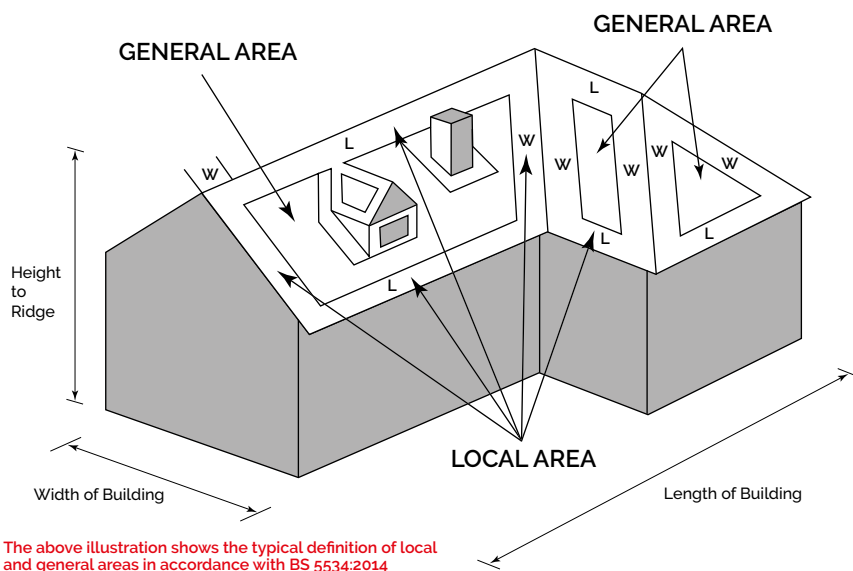 GENERAL AREA
GENERAL AREA
L
L
W
W
W
W
W
W
L
L
L
Height
to
Ridge
LOCAL AREA
Width of Building
Length of Building
The above illustration shows the typical definition of local
and general areas in accordance with BS 5534:2014